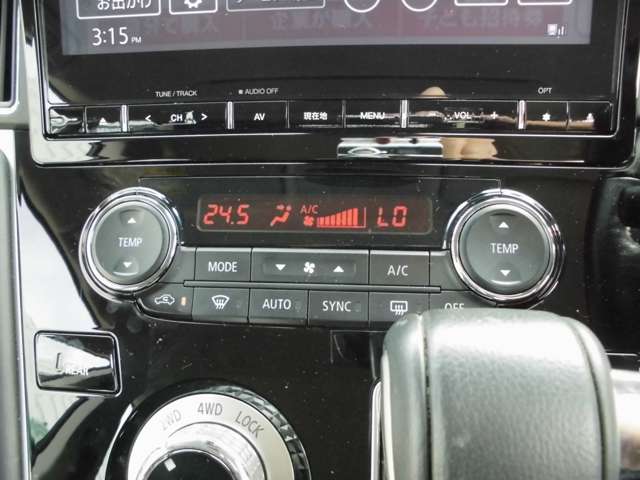 お出かけ
3:15 PM
TUNE / TRACK
AUDIO OFF
OPT
< CH >
AV
現在地
MENU
VOL +
24.5 A/C LO
TEMP
MODE
A/C
TEMP
AUTO
SYNC
OFF
REAR
2WD 4WD LOCK